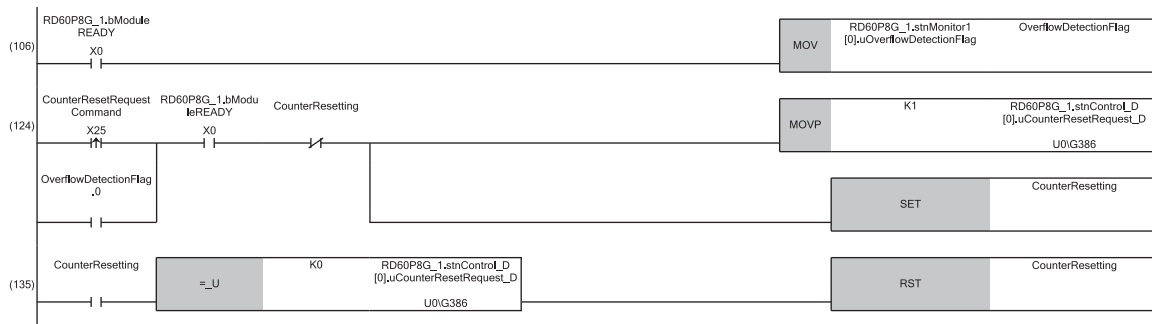 RD60P8G_1.bModule
READY
X0
(106)
MOV
RD60P8G_1.stnMonitor1
[0].uOverflowDetectionFlag
OverflowDetectionFlag
CounterResetRequest
Command
X25
RD60P8G_1.bModu
leREADY
X0
CounterResetting
(124)
MOVP
K1
RD60P8G_1.stnControl_D
[0].uCounterResetRequest_D
U0\G386
OverflowDetectionFlag
.0
SET
CounterResetting
(135)
CounterResetting
=_U
K0
RD60P8G_1.stnControl_D
[0].uCounterResetRequest_D
U0\G386
RST
CounterResetting